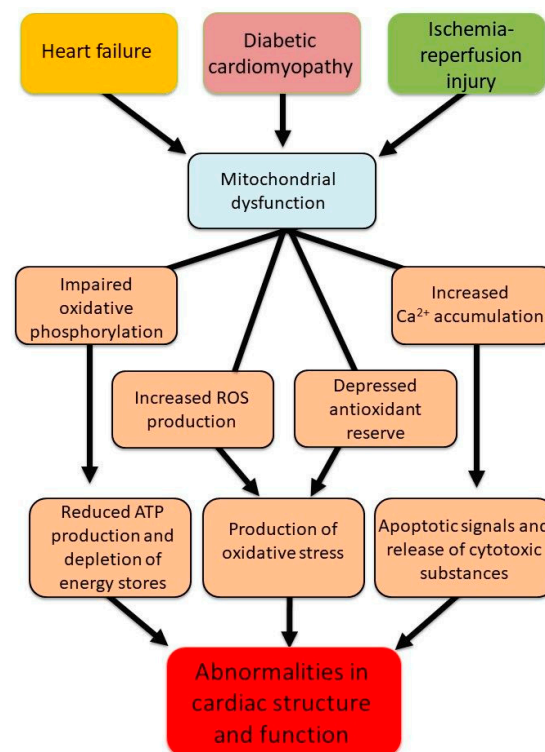 Heart failure
Diabetic
cardiomyopathy
Ischemia-
reperfusion
injury
Mitochondrial
dysfunction
Impaired
oxidative
phosphorylation
Increased
Ca²⁺ accumulation
Increased ROS
production
Depressed
antioxidant
reserve
Reduced ATP
production and
depletion of
energy stores
Production of
oxidative stress
Apoptotic signals and
release of cytotoxic
substances
Abnormalities in
cardiac structure
and function